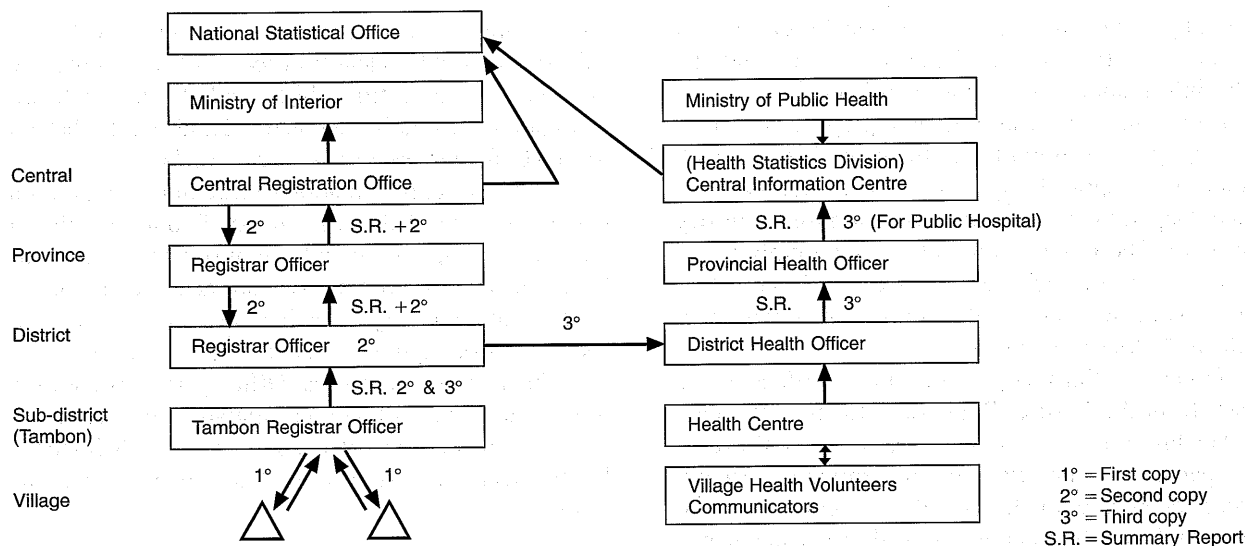 National Statistical Office
Ministry of Interior
Ministry of Public Health
Central
Central Registration Office
(Health Statistics Division)
Central Information Centre
2°
S.R. +2°
S.R.
3° (For Public Hospital)
Province
Registrar Officer
Provincial Health Officer
2°
S.R. +2°
S.R.
3°
District
Registrar Officer 2°
3°
District Health Officer
S.R. 2° & 3°
Sub-district
(Tambon)
Tambon Registrar Officer
Health Centre
1°
1°
Village
Village Health Volunteers
Communicators
1° = First copy
2° = Second copy
3° = Third copy
S.R. = Summary Report